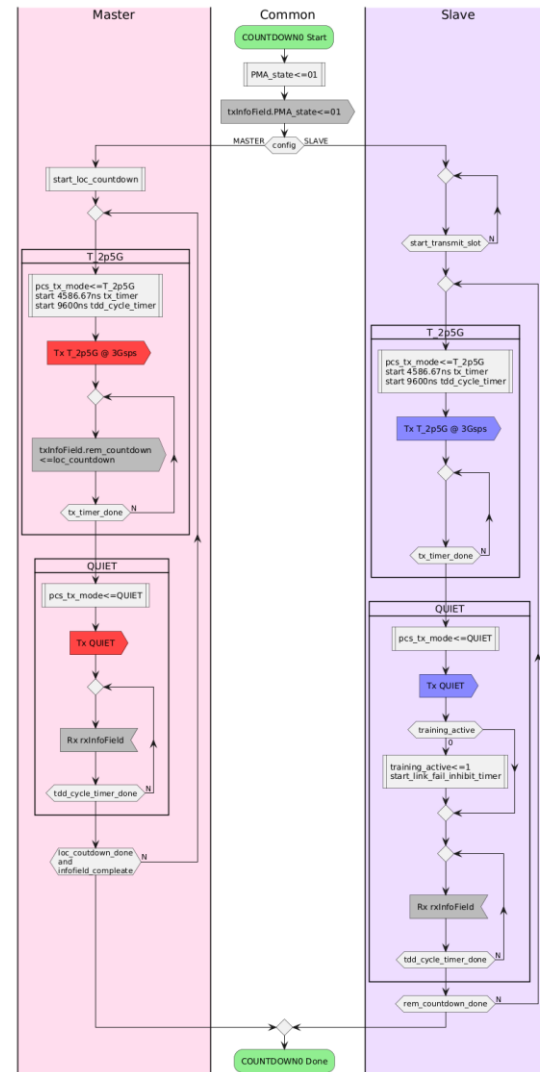 Master
Common
Slave
COUNTDOWN0 Start
PMA_state<=01
txInfoField.PMA_state<=01
MASTER
config
SLAVE
start_loc_countdown
T_2p5G
pcs_tx_mode<=T_2p5G
start 4586.67ns tx_timer
start 9600ns tdd_cycle_timer
Tx T_2p5G @ 3Gsps
txInfoField.rem_countdown
<=loc_countdown
tx_timer_done
N
QUIET
pcs_tx_mode<=QUIET
Tx QUIET
Rx rxInfoField
tdd_cycle_timer_done
N
loc_coutdown_done
and
infofield_compleate
N
start_transmit_slot
N
T_2p5G
pcs_tx_mode<=T_2p5G
start 4586.67ns tx_timer
start 9600ns tdd_cycle_timer
Tx T_2p5G @ 3Gsps
tx_timer_done
N
QUIET
pcs_tx_mode<=QUIET
Tx QUIET
training_active
0
training_active<=1
start_link_fail_inhibit_timer
Rx rxInfoField
tdd_cycle_timer_done
N
rem_countdown_done
N
COUNTDOWN0 Done